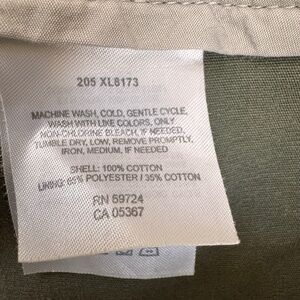 205 XL8173
MACHINE WASH, COLD, GENTLE CYCLE,
WASH WITH LIKE COLORS, ONLY
NON-CHLORINE BLEACH, IF NEEDED,
TUMBLE DRY, LOW, REMOVE PROMPTLY,
IRON, MEDIUM, IF NEEDED
SHELL: 100% COTTON
LINING: 65% POLYESTER / 35% COTTON
RN 59724
CA 05367